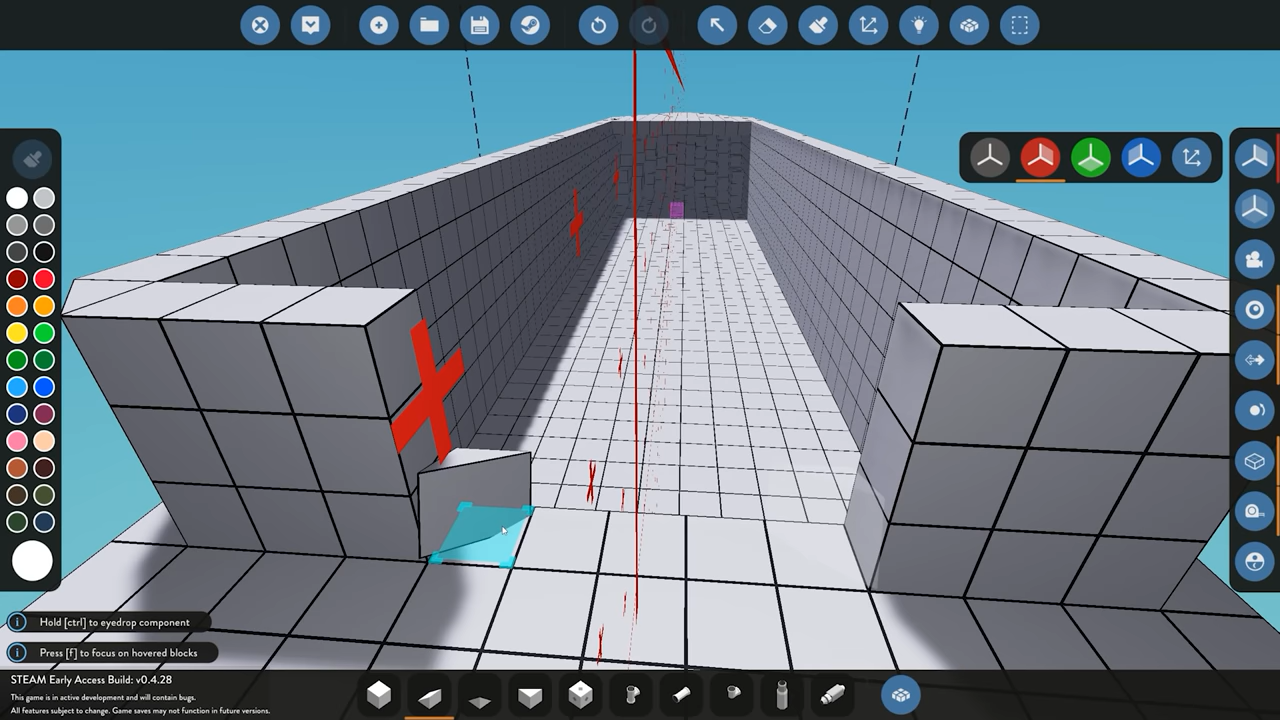 Hold [ctrl] to eyedrop component
Press [f] to focus on hovered blocks
STEAM Early Access Build: v0.4.28
This game is in active development and will contain bugs.
All features subject to change. Game saves may not function in future versions.